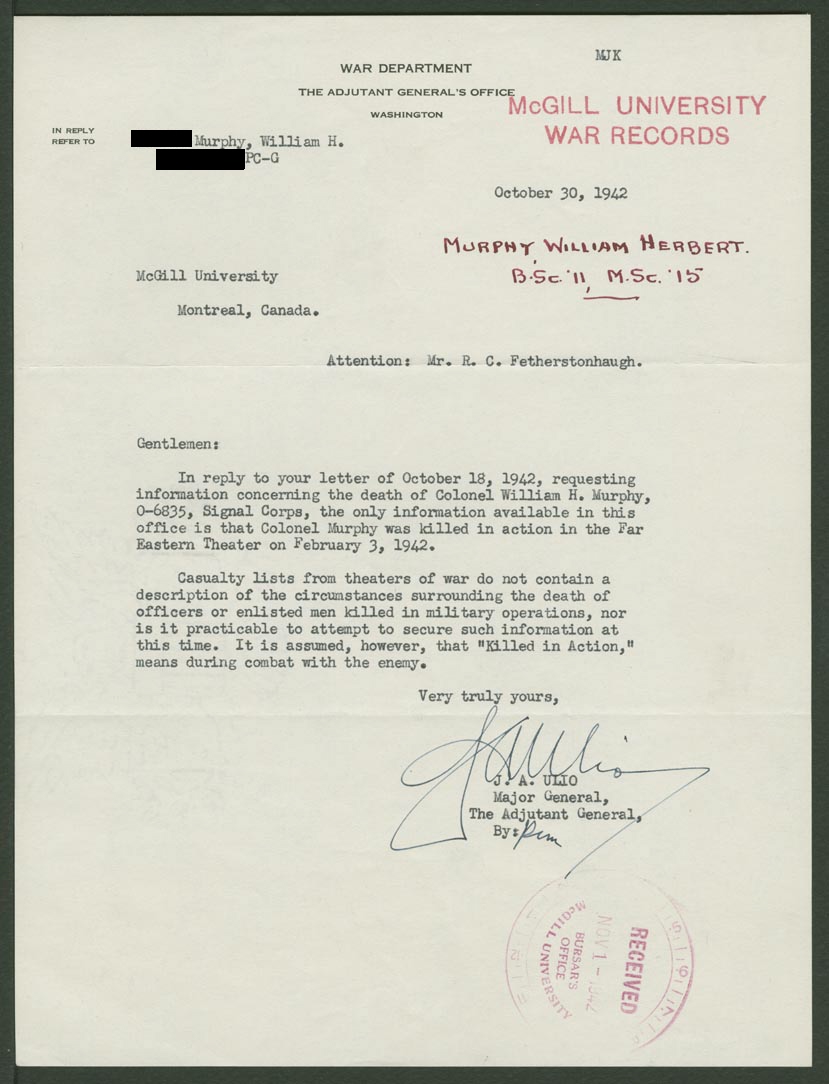 MJK
WAR DEPARTMENT
THE ADJUTANT GENERAL'S OFFICE
WASHINGTON
McGILL UNIVERSITY
WAR RECORDS
IN REPLY
REFER TO
Murphy, William H.
PC-G
October 30, 1942
MURPHY, WILLIAM HERBERT.
B.Sc. '11, M.Sc. '15
McGill University
Montreal, Canada.
Attention: Mr. R. C. Fetherstonhaugh.
Gentlemen:
In reply to your letter of October 18, 1942, requesting
information concerning the death of Colonel William H. Murphy,
O-6835, Signal Corps, the only information available in this
office is that Colonel Murphy was killed in action in the Far
Eastern Theater on February 3, 1942.
Casualty lists from theaters of war do not contain a
description of the circumstances surrounding the death of
officers or enlisted men killed in military operations, nor
is it practicable to attempt to secure such information at
this time. It is assumed, however, that "Killed in Action,"
means during combat with the enemy.
Very truly yours,
J. A. ULIO
Major General,
The Adjutant General,
By:
RECEIVED
NOV 1 - 1942
BURSAR'S
OFFICE
McGILL UNIVERSITY